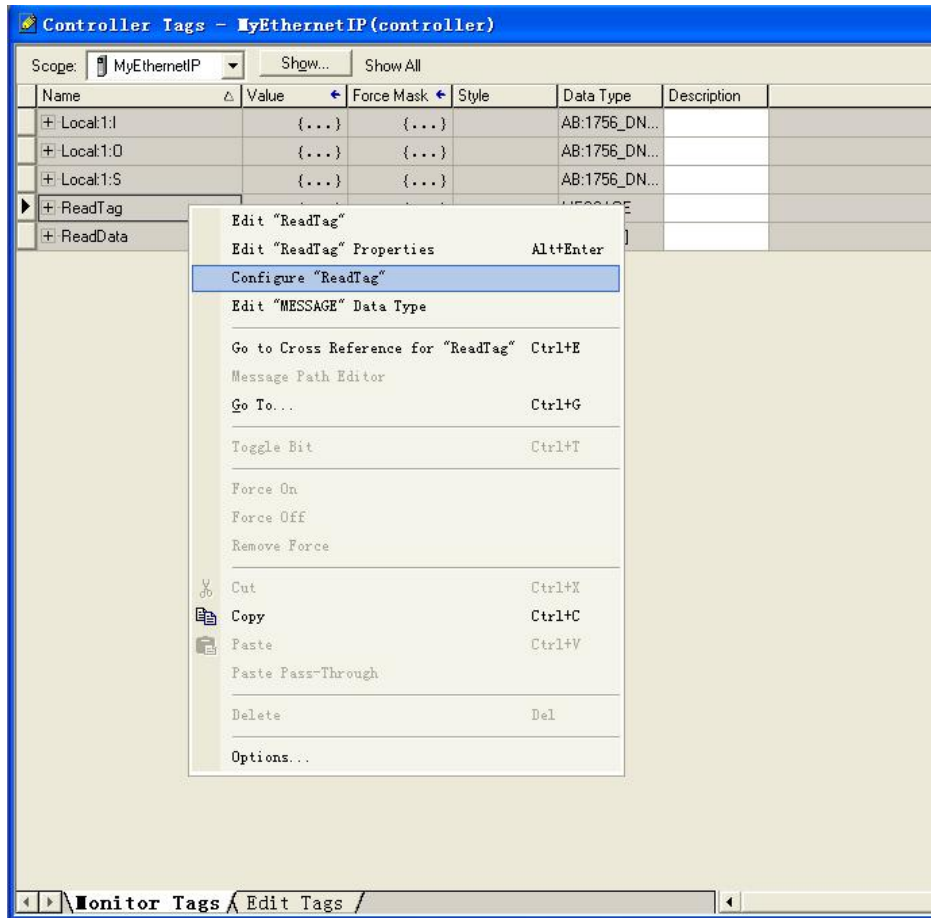 Controller Tags - MyEthernetIP(controller)
Scope: MyEthernetIP Show... Show All
Name Value Force Mask Style Data Type Description
Local:1:I {...} {...} AB:1756_DN...
Local:1:O {...} {...} AB:1756_DN...
Local:1:S {...} {...} AB:1756_DN...
ReadTag
ReadData
Edit "ReadTag"
Edit "ReadTag" Properties Alt+Enter
Configure "ReadTag"
Edit "MESSAGE" Data Type
Go to Cross Reference for "ReadTag" Ctrl+E
Message Path Editor
Go To... Ctrl+G
Toggle Bit Ctrl+T
Force On
Force Off
Remove Force
Cut Ctrl+X
Copy Ctrl+C
Paste Ctrl+V
Paste Pass-Through
Delete Del
Options...
Monitor Tags Edit Tags